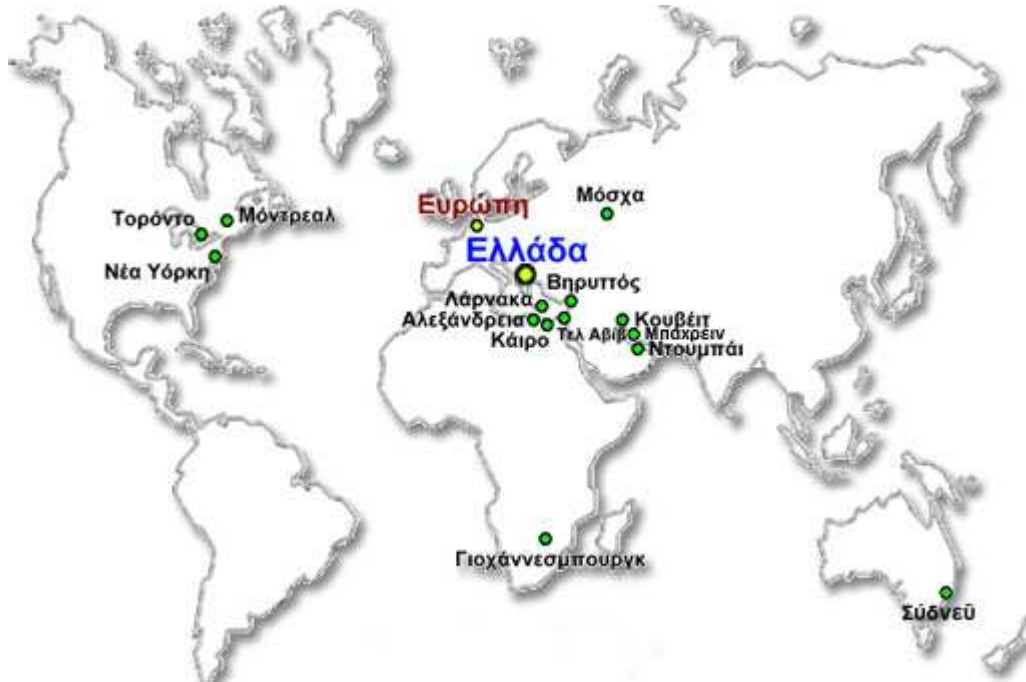 Μόσχα
Ευρώπη
Μόντρεαλ
Τορόντο
Ελλάδα
Νέα Υόρκη
Βηρυττός
Λάρνακα
Αλεξάνδρεια
Κουβέιτ
Κάιρο
Τελ Αβίβ
Μπαχρέιν
Ντουμπάι
Γιοχάννεσμπουργκ
Σύδνεϋ